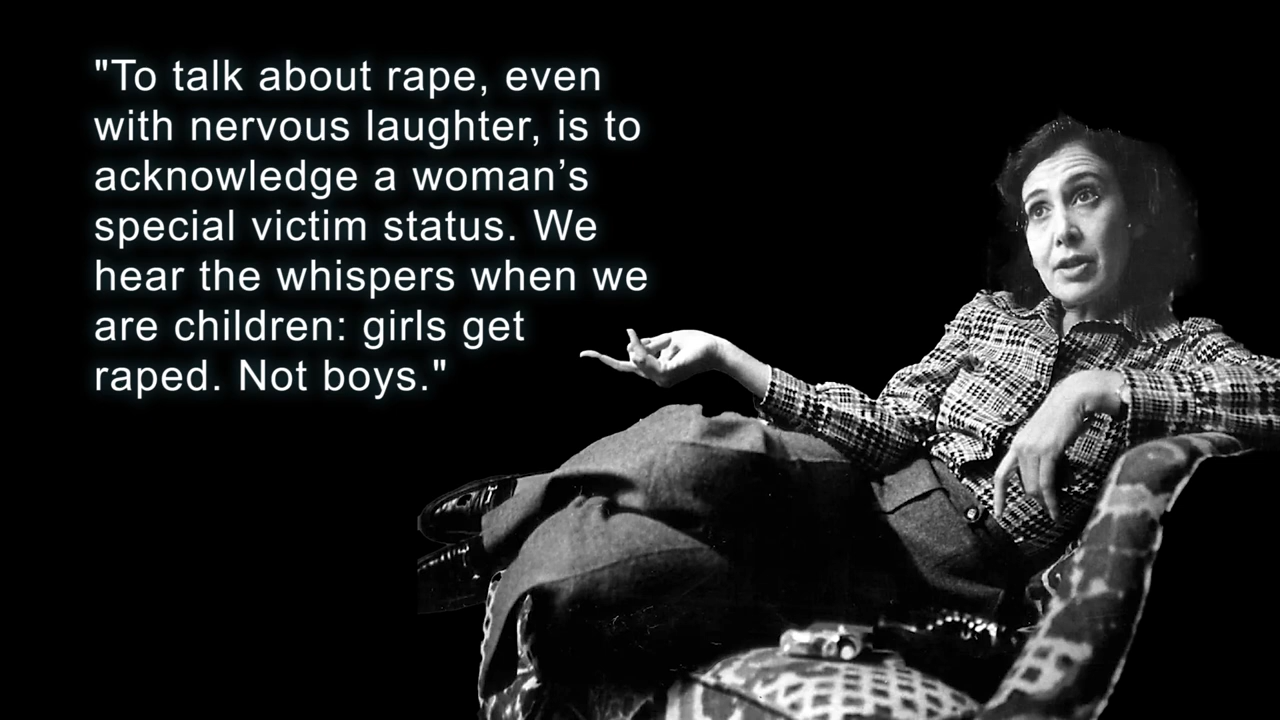 "To talk about rape, even
with nervous laughter, is to
acknowledge a woman’s
special victim status. We
hear the whispers when we
are children: girls get
raped. Not boys."